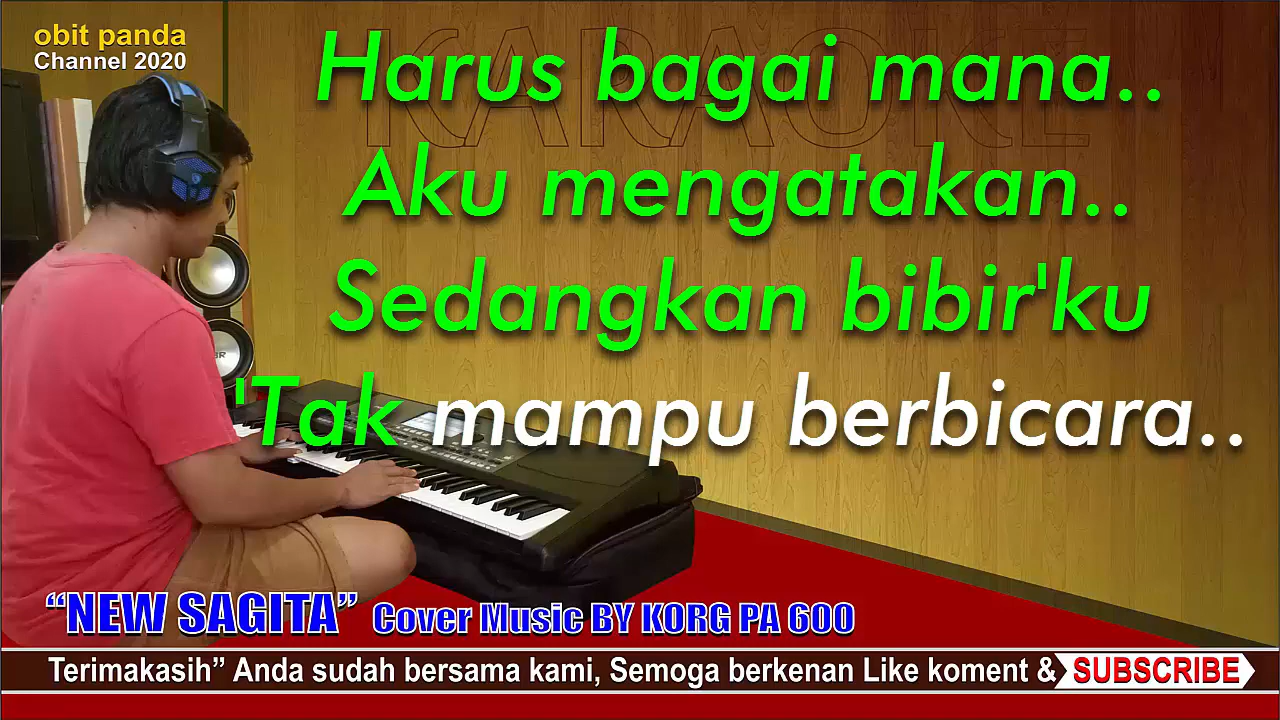 obit panda
Channel 2020
KARAOKE
Harus bagai mana..
Aku mengatakan..
Sedangkan bibir'ku
'Tak mampu berbicara..
“NEW SAGITA” Cover Music BY KORG PA 600
Terimakasih” Anda sudah bersama kami, Semoga berkenan Like koment & SUBSCRIBE